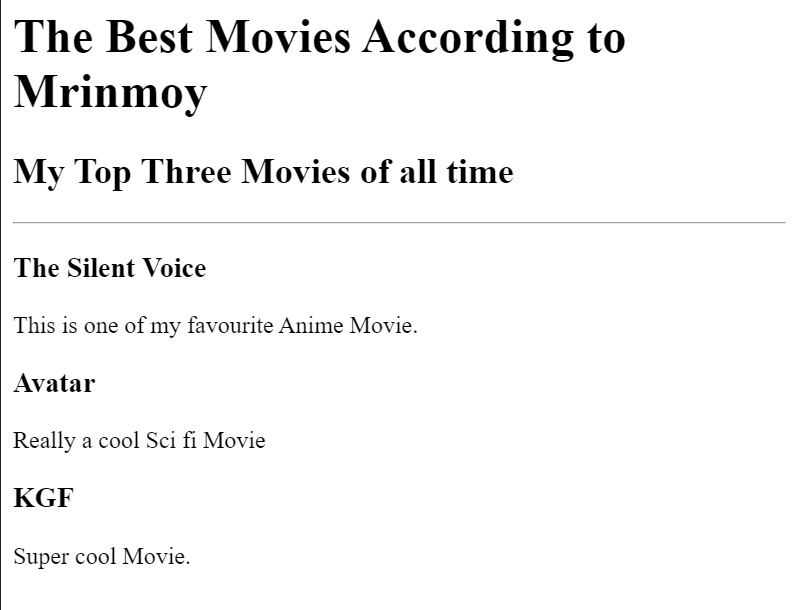 The Best Movies According to
Mrinmoy
My Top Three Movies of all time
The Silent Voice
This is one of my favourite Anime Movie.
Avatar
Really a cool Sci fi Movie
KGF
Super cool Movie.